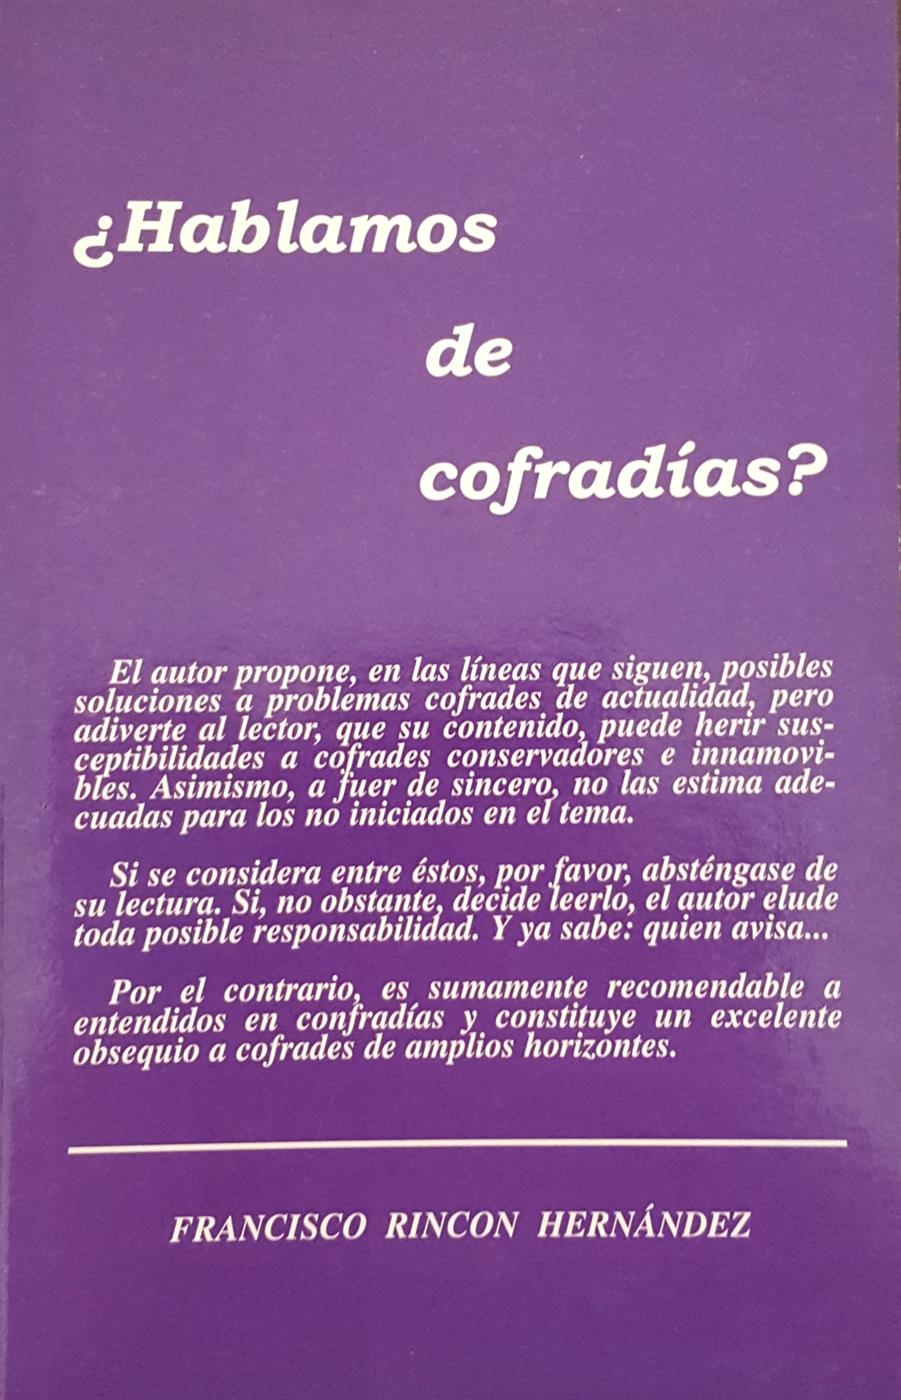 ¿Hablamos
de
cofradías?
El autor propone, en las líneas que siguen, posibles
soluciones a problemas cofrades de actualidad, pero
adiverte al lector, que su contenido, puede herir sus-
ceptibilidades a cofrades conservadores e innamovi-
bles. Asimismo, a fuer de sincero, no las estima ade-
cuadas para los no iniciados en el tema.
Si se considera entre éstos, por favor, absténgase de
su lectura. Si, no obstante, decide leerlo, el autor elude
toda posible responsabilidad. Y ya sabe: quien avisa...
Por el contrario, es sumamente recomendable a
entendidos en confradías y constituye un excelente
obsequio a cofrades de amplios horizontes.
FRANCISCO RINCON HERNÁNDEZ